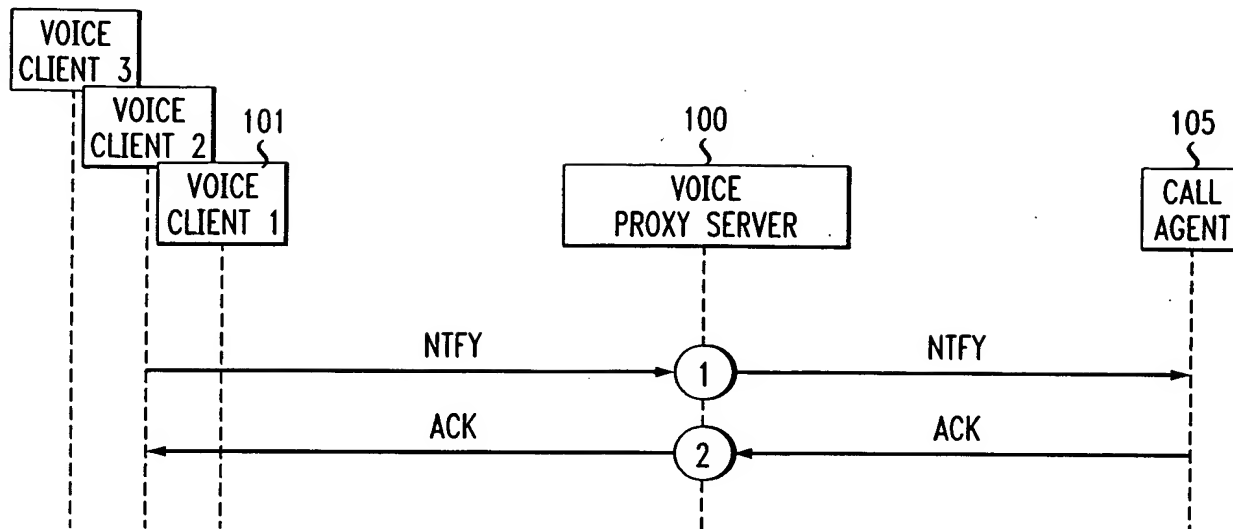 VOICE
CLIENT 3
VOICE
CLIENT 2
101
VOICE
CLIENT 1
100
VOICE
PROXY SERVER
105
CALL
AGENT
NTFY
1
NTFY
ACK
2
ACK